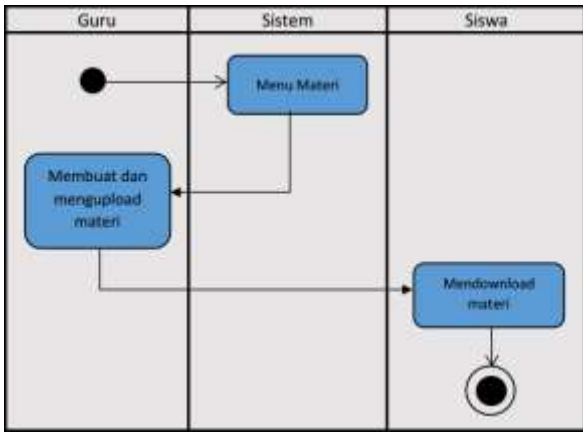 Guru
Sistem
Siswa
Menu Materi
Membuat dan
mengupload
materi
Mendownload
materi